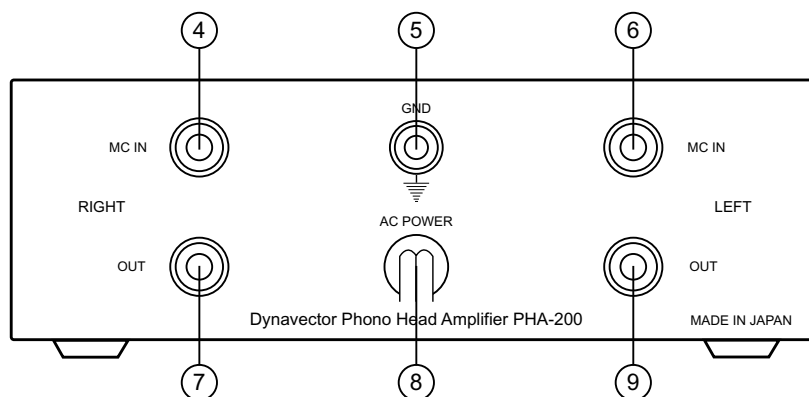 4 5 6
GND
MC IN MC IN
RIGHT LEFT
AC POWER
OUT OUT
Dynavector Phono Head Amplifier PHA-200 MADE IN JAPAN
7 8 9